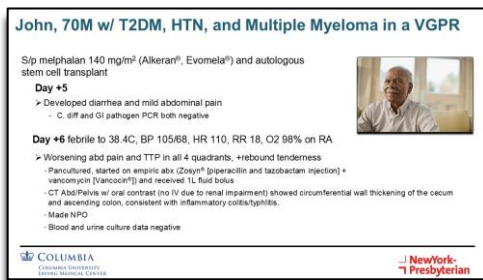 John, 70M w/ T2DM, HTN, and Multiple Myeloma in a VGPR
S/p melphalan 140 mg/m² (Alkeran®, Evomela®) and autologous
stem cell transplant
Day +5
➢ Developed diarrhea and mild abdominal pain
- C. diff and GI pathogen PCR both negative
Day +6 febrile to 38.4C, BP 105/68, HR 110, RR 18, O2 98% on RA
➢ Worsening abd pain and TTP in all 4 quadrants, +rebound tenderness
- Pancultured, started on empiric abx (Zosyn® [piperacillin and tazobactam injection] +
vancomycin [Vancocin®]) and received 1L fluid bolus
- CT Abd/Pelvis w/ oral contrast (no IV due to renal impairment) showed circumferential wall thickening of the cecum
and ascending colon, consistent with inflammatory colitis/typhlitis.
- Made NPO
- Blood and urine culture data negative
COLUMBIA
COLUMBIA UNIVERSITY
IRVING MEDICAL CENTER
NewYork-
Presbyterian